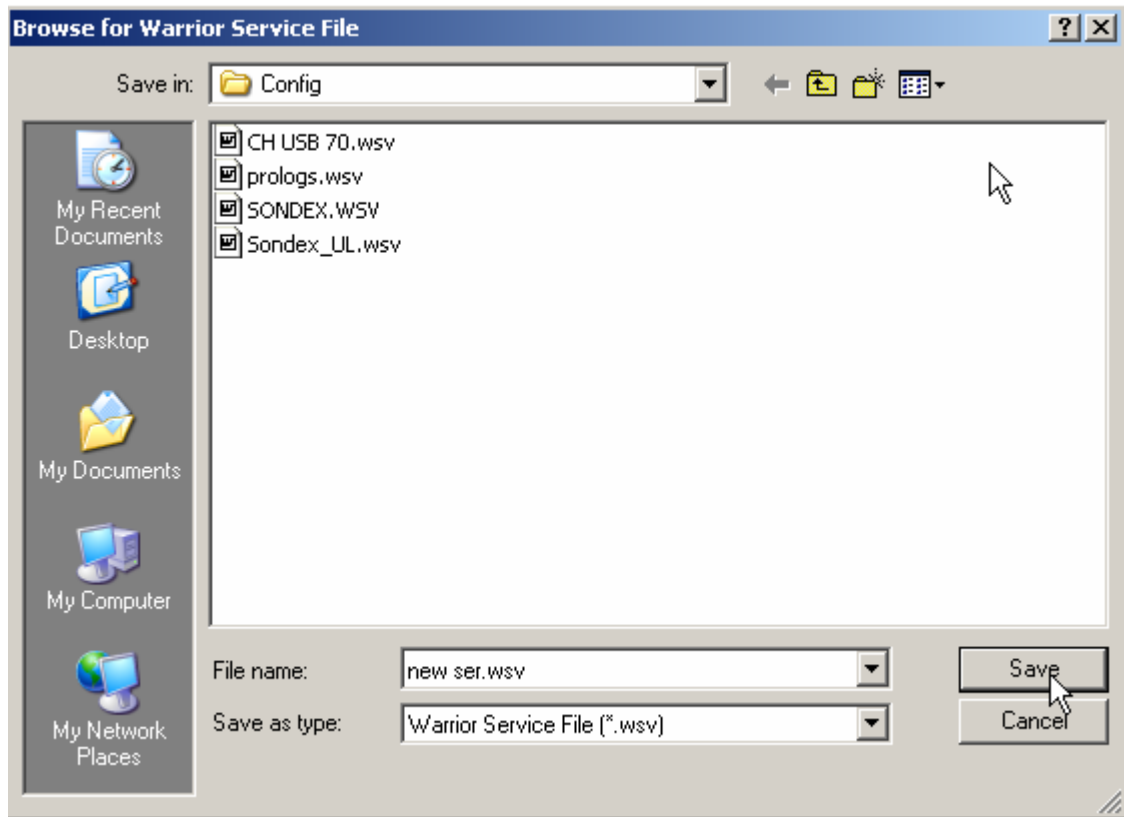 Browse for Warrior Service File
Save in:
Config
CH USB 70.wsv
prologs.wsv
SONDEX.WSV
Sondex_UL.wsv
My Recent
Documents
Desktop
My Documents
My Computer
My Network
Places
File name:
new ser.wsv
Save
Save as type:
Warrior Service File (*.wsv)
Cancel